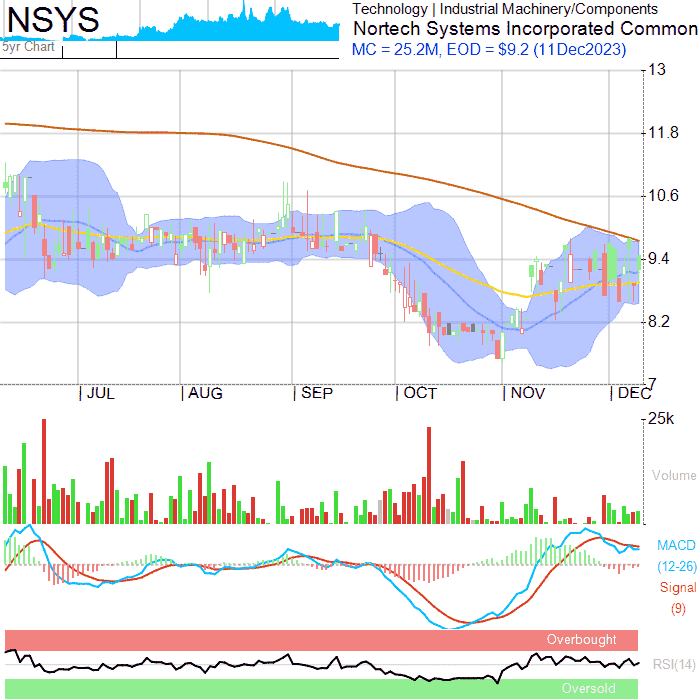 NSYS
5yr Chart
Technology | Industrial Machinery/Components
Nortech Systems Incorporated Common
MC = 25.2M, EOD = $9.2 (11Dec2023)
13
11.8
10.6
9.4
8.2
7
JUL
AUG
SEP
OCT
NOV
DEC
25k
Volume
MACD
(12-26)
Signal
(9)
Overbought
RSI(14)
Oversold